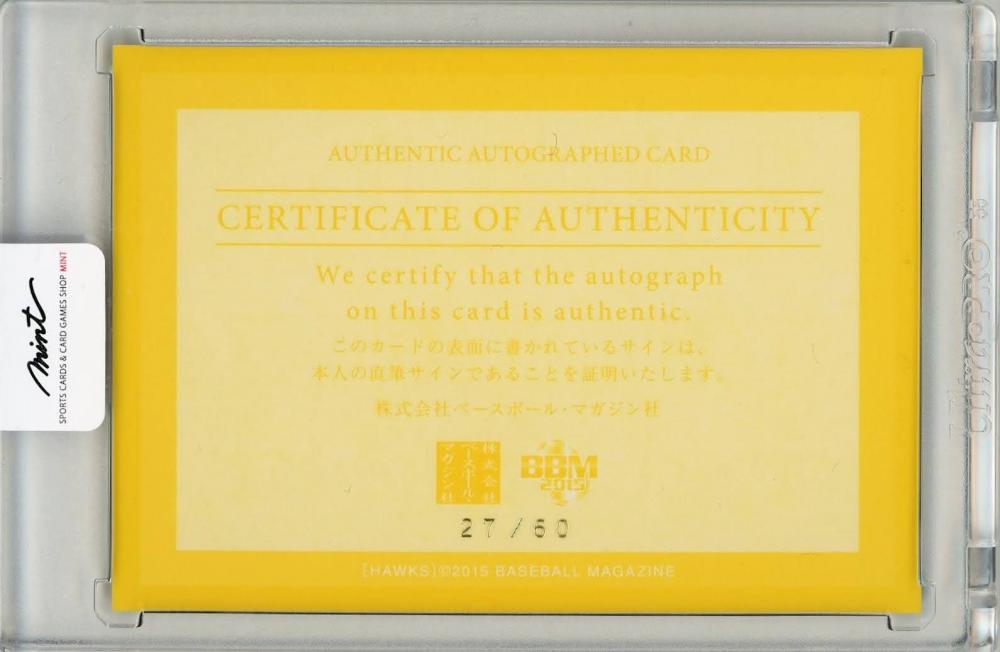 AUTHENTIC AUTOGRAPHED CARD
CERTIFICATE OF AUTHENTICITY
We certify that the autograph
on this card is authentic.
このカードの表面に書かれているサインは、
本人の直筆サインであることを証明いたします。
株式会社ベースボール・マガジン社
株式会社
ベースボール・
マガジン社
BBM
2015
27/60
[HAWKS]©2015 BASEBALL MAGAZINE
mint
SPORTS CARDS & CARD GAMES SHOP MINT